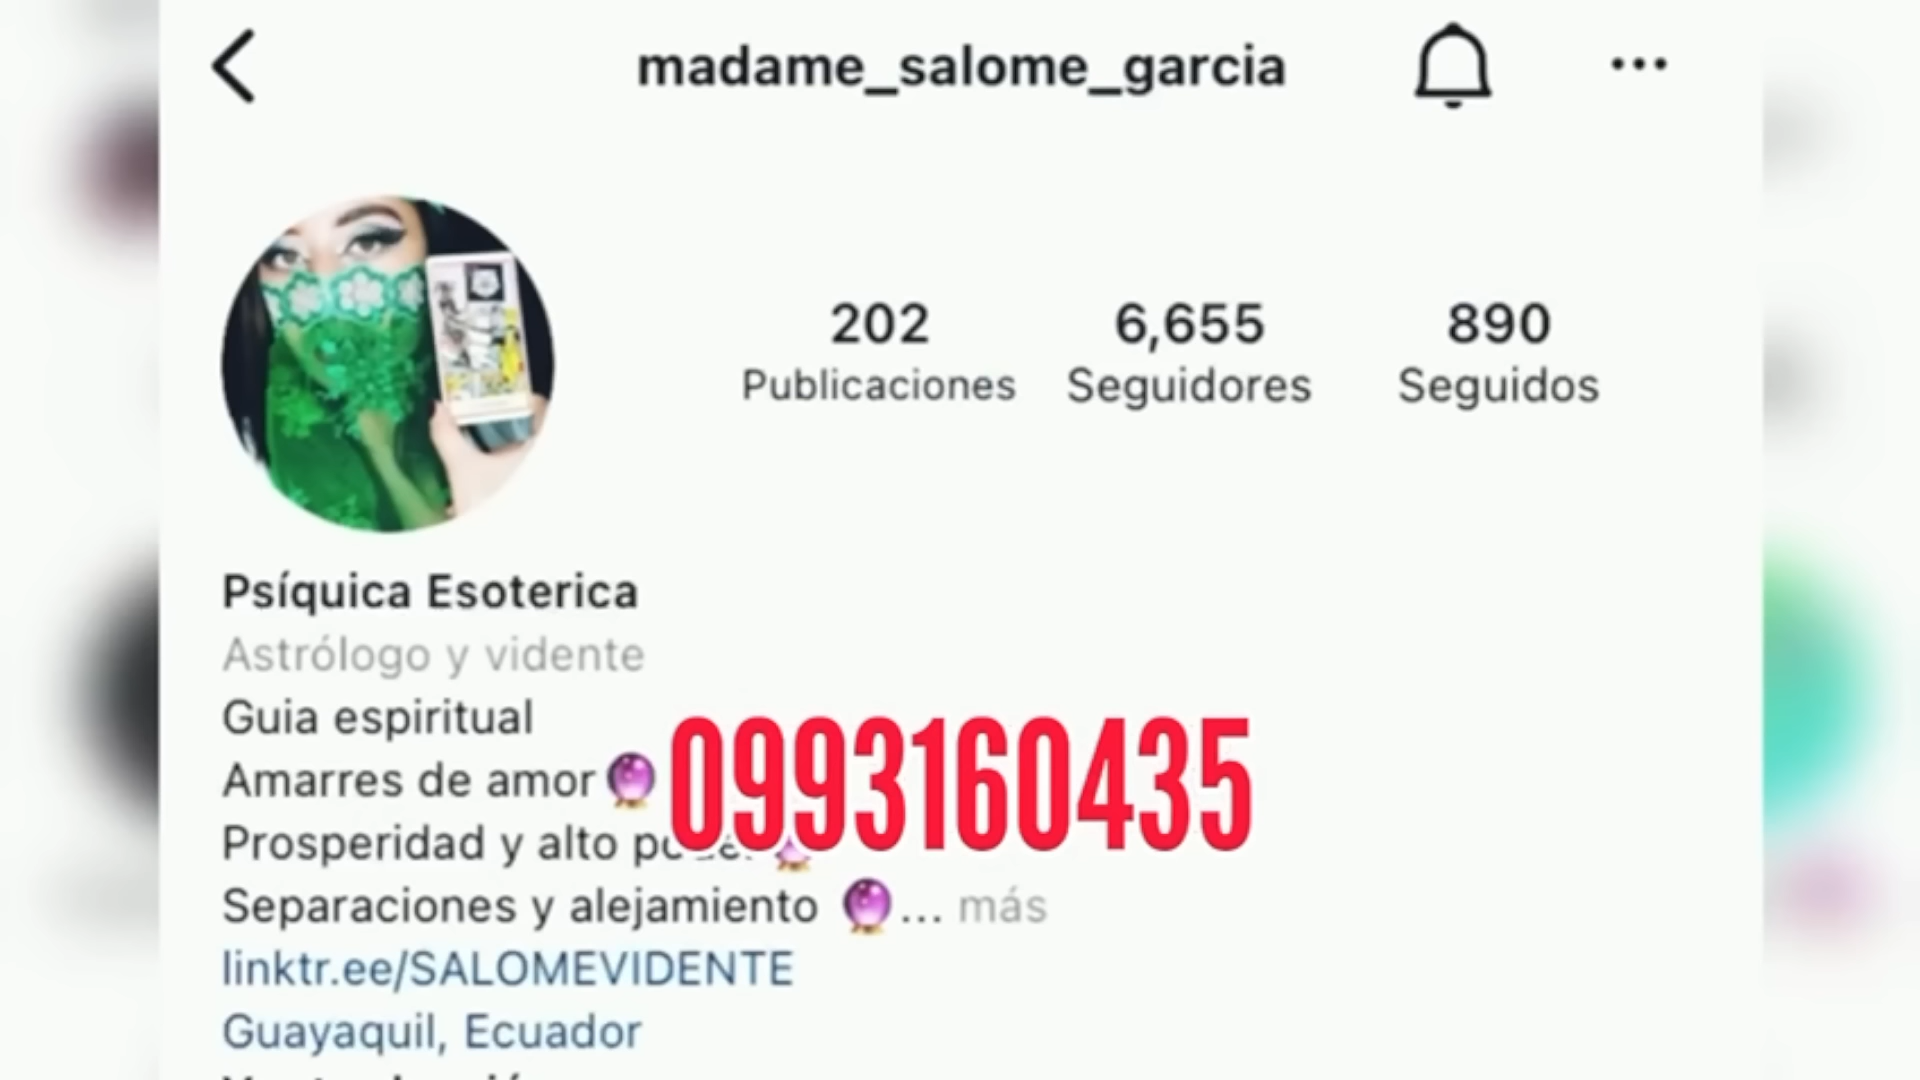 madame_salome_garcia
202
6,655
890
Publicaciones
Seguidores
Seguidos
Psíquica Esoterica
Astrólogo y vidente
Guia espiritual
Amarres de amor
0993160435
Prosperidad y alto
Separaciones y alejamiento ... más
linktr.ee/SALOMEVIDENTE
Guayaquil, Ecuador